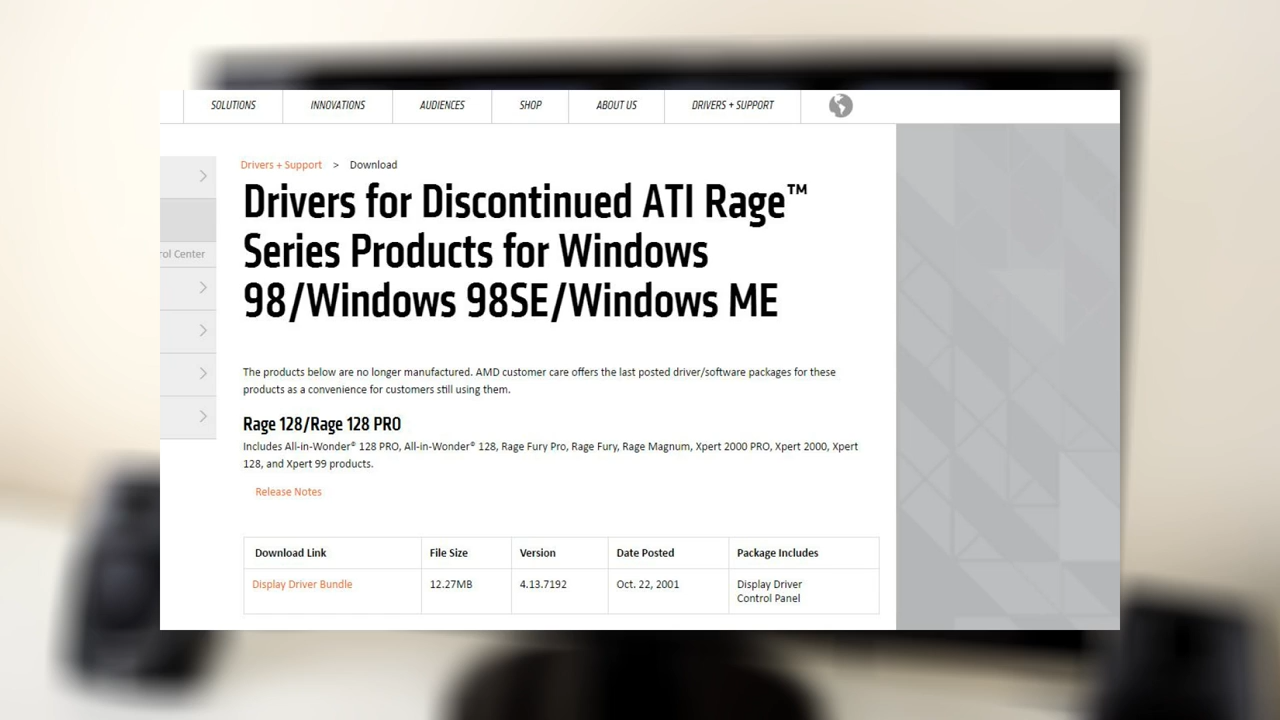 SOLUTIONS INNOVATIONS AUDIENCES SHOP ABOUT US DRIVERS + SUPPORT
Drivers + Support > Download
Drivers for Discontinued ATI Rage™
Series Products for Windows
98/Windows 98SE/Windows ME
rol Center
The products below are no longer manufactured. AMD customer care offers the last posted driver/software packages for these
products as a convenience for customers still using them.
Rage 128/Rage 128 PRO
Includes All-in-Wonder® 128 PRO, All-in-Wonder® 128, Rage Fury Pro, Rage Fury, Rage Magnum, Xpert 2000 PRO, Xpert 2000, Xpert
128, and Xpert 99 products.
Release Notes
Download Link File Size Version Date Posted Package Includes
Display Driver Bundle 12.27MB 4.13.7192 Oct. 22, 2001 Display Driver
Control Panel